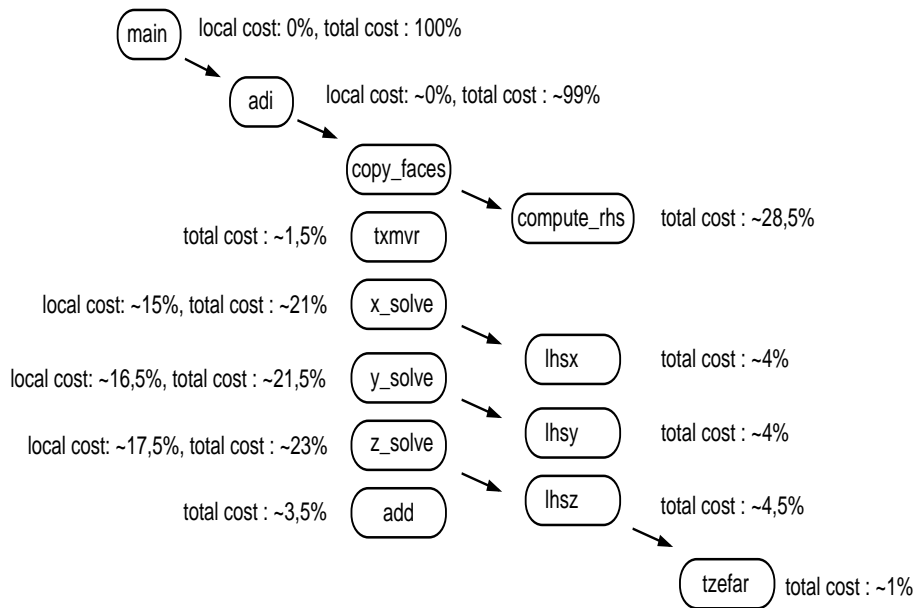 main local cost: 0%, total cost : 100%
adi local cost: ~0%, total cost : ~99%
copy_faces
compute_rhs total cost : ~28,5%
total cost : ~1,5% txmvr
local cost: ~15%, total cost : ~21% x_solve
lhsx total cost : ~4%
local cost: ~16,5%, total cost : ~21,5% y_solve
lhsy total cost : ~4%
local cost: ~17,5%, total cost : ~23% z_solve
lhsz total cost : ~4,5%
total cost : ~3,5% add
tzefar total cost : ~1%